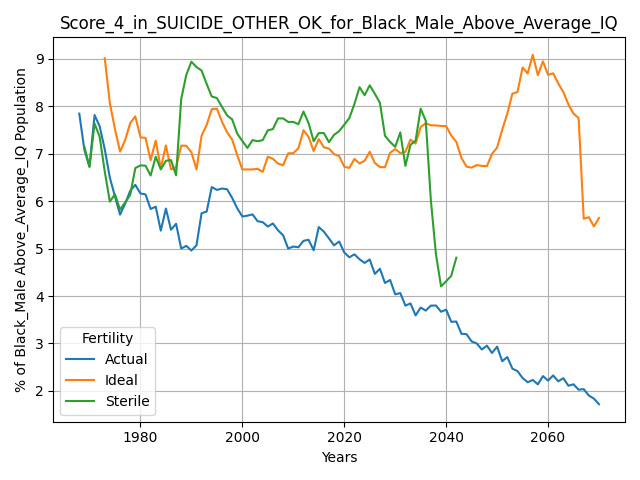 Score_4_in_SUICIDE_OTHER_OK_for_Black_Male_Above_Average_IQ
% of Black_Male Above_Average_IQ Population
9
8
7
6
5
4
3
2
Fertility
Actual
Ideal
Sterile
1980
2000
2020
2040
2060
Years